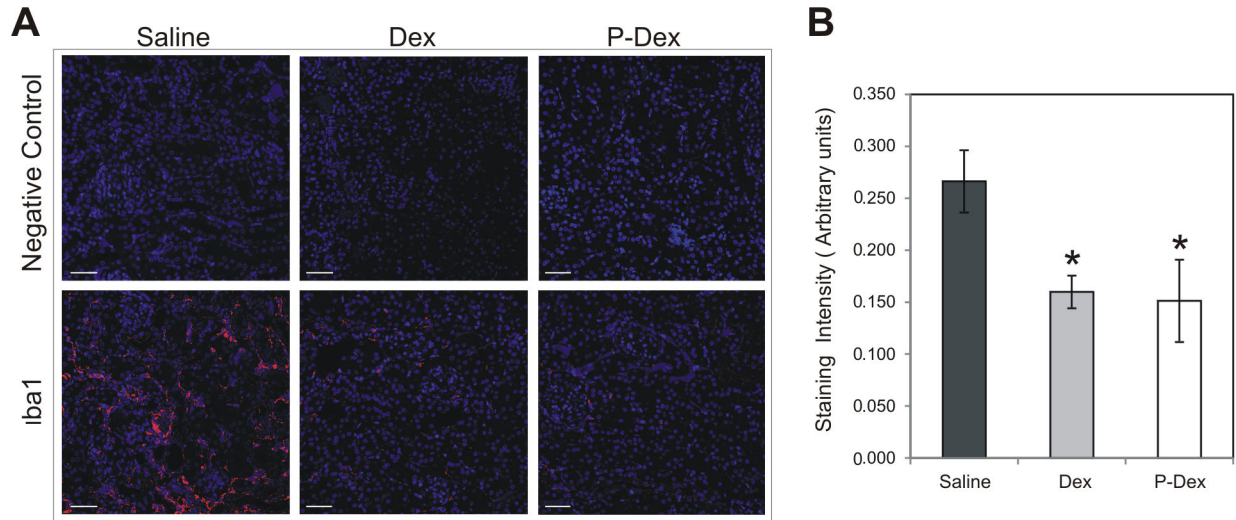 A
Saline
Dex
P-Dex
Negative Control
Iba1
B
Staining Intensity ( Arbitrary units)
0.350
0.300
0.250
0.200
0.150
0.100
0.050
0.000
*
*
Saline
Dex
P-Dex